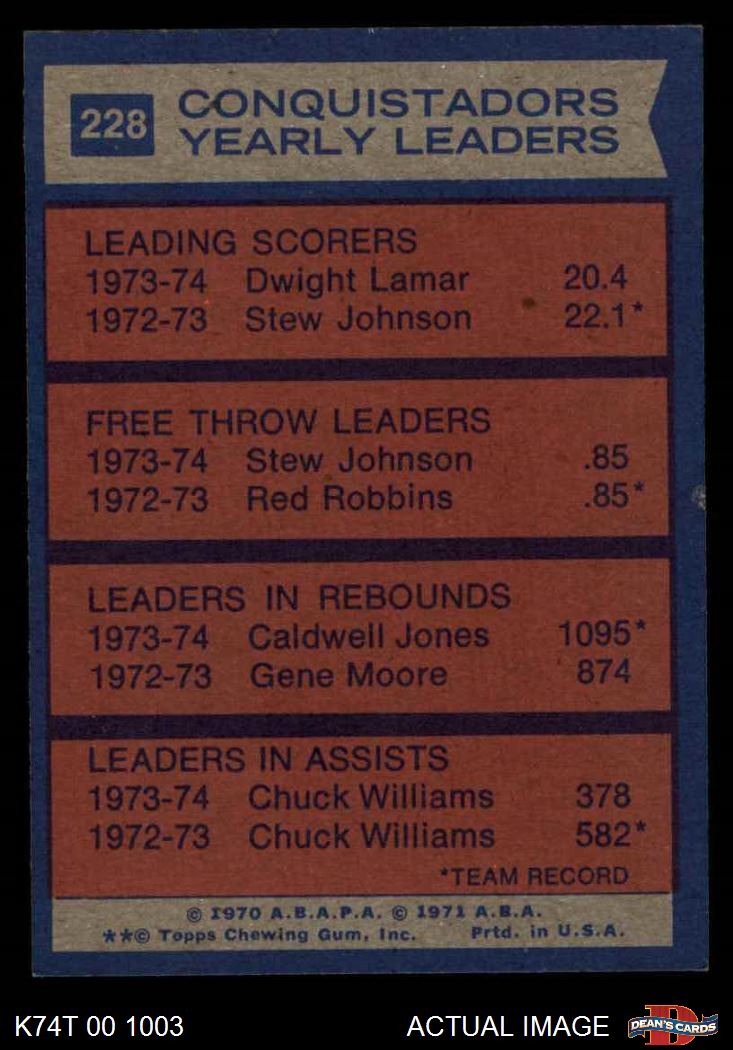 228 CONQUISTADORS
YEARLY LEADERS
LEADING SCORERS
1973-74 Dwight Lamar 20.4
1972-73 Stew Johnson 22.1*
FREE THROW LEADERS
1973-74 Stew Johnson .85
1972-73 Red Robbins .85*
LEADERS IN REBOUNDS
1973-74 Caldwell Jones 1095*
1972-73 Gene Moore 874
LEADERS IN ASSISTS
1973-74 Chuck Williams 378
1972-73 Chuck Williams 582*
*TEAM RECORD
© 1970 A.B.A.P.A. © 1971 A.B.A.
**© Topps Chewing Gum, Inc. Prtd. in U.S.A.
K74T 00 1003 ACTUAL IMAGE D DEAN'S CARDS